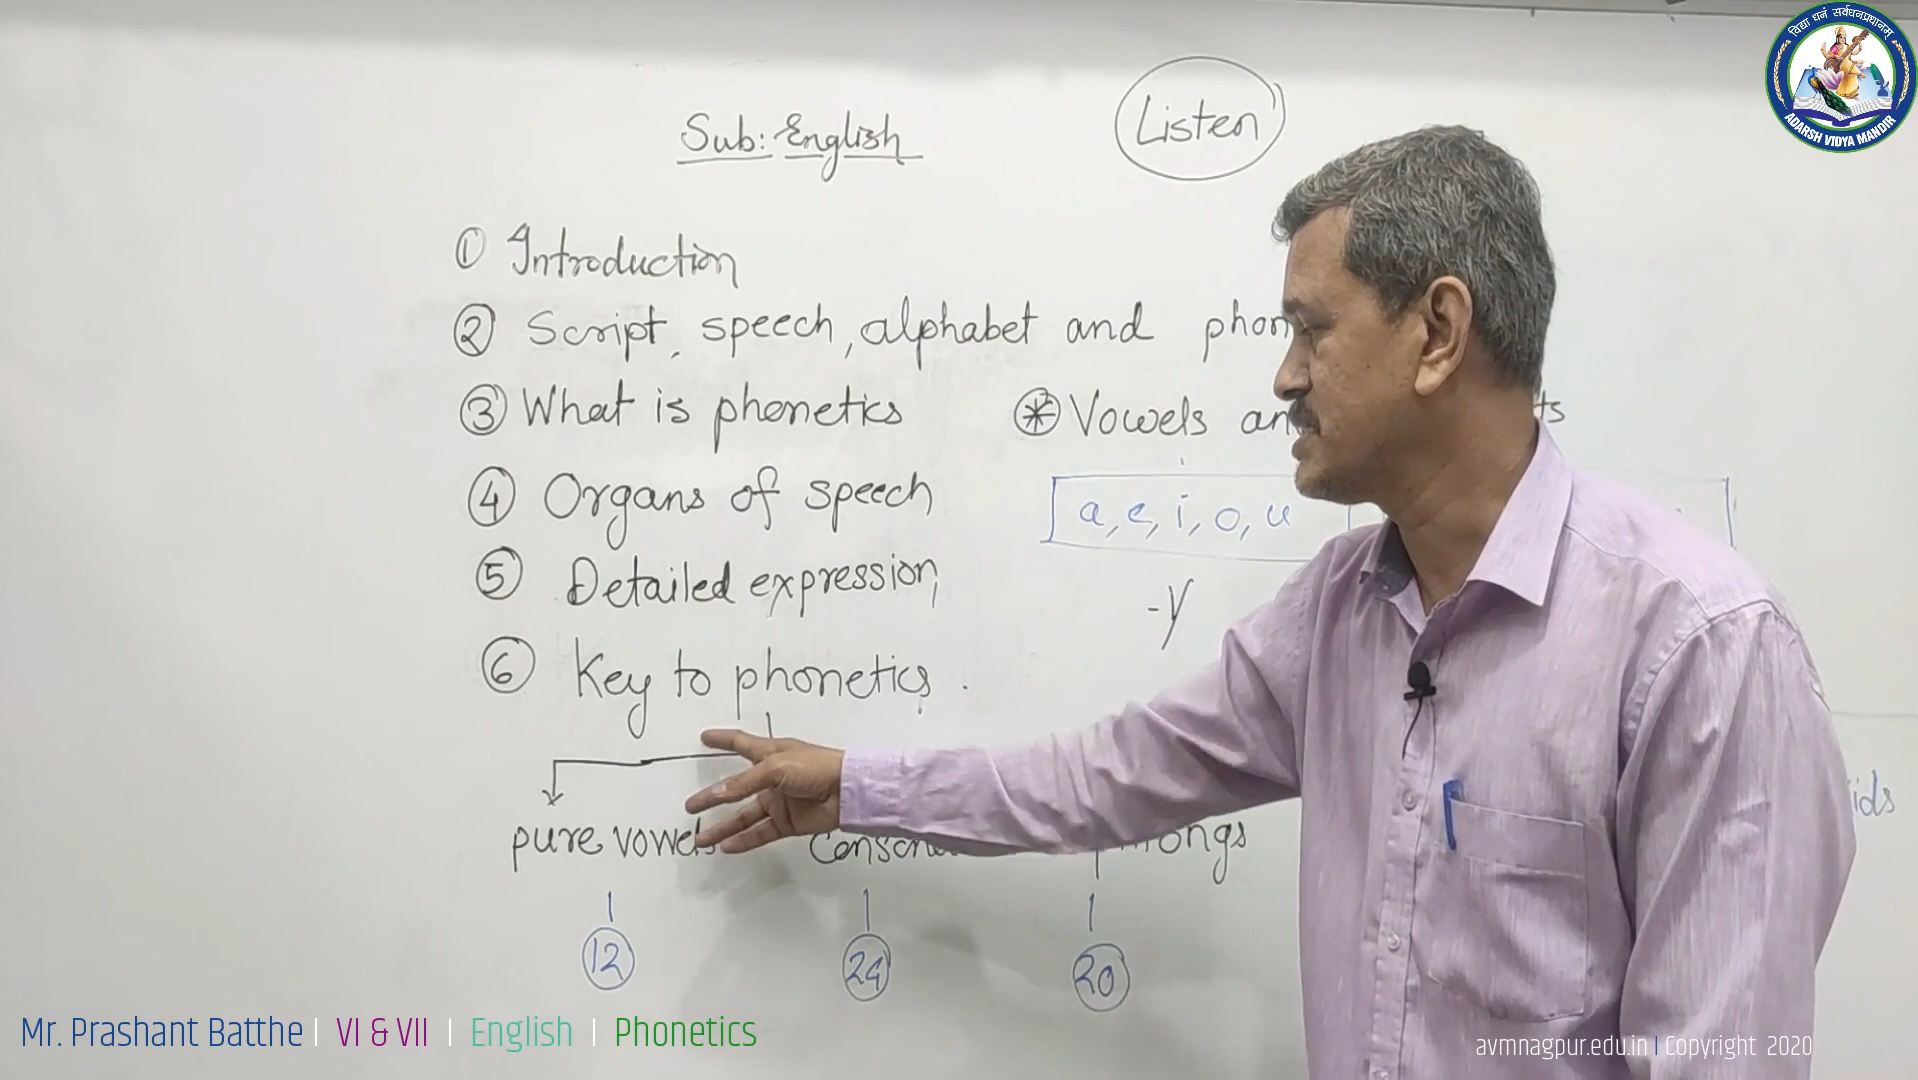 विद्या धनं सर्वधनप्रधानम्
ADARSH VIDYA MANDIR
Sub: English
Listen
① Introduction
② Script, speech, alphabet and phon
③ What is phonetics
* Vowels an ts
④ Organs of speech
a, e, i, o, u
⑤ Detailed expression,
-y
⑥ Key to phonetics.
ids
pure vowels Conson thongs
12 24 20
Mr. Prashant Batthe | VI & VII | English | Phonetics
avmnagpur.edu.in | Copyright 2020